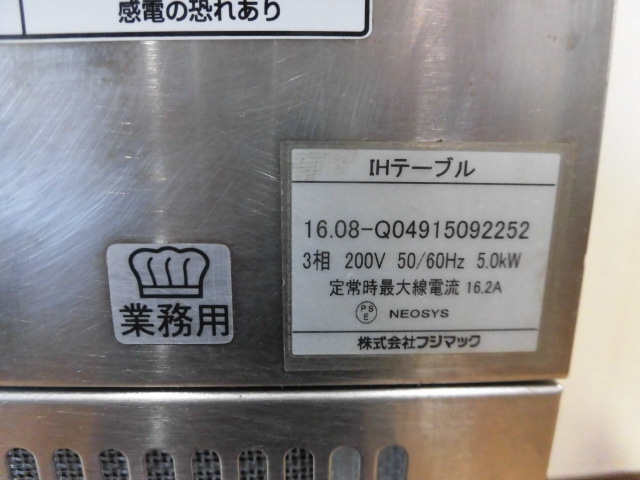 感電の恐れあり
IHテーブル
16.08-Q04915092252
3相 200V 50/60Hz 5.0kW
定常時最大線電流 16.2A
PS
E NEOSYS
株式会社フジマック
業務用